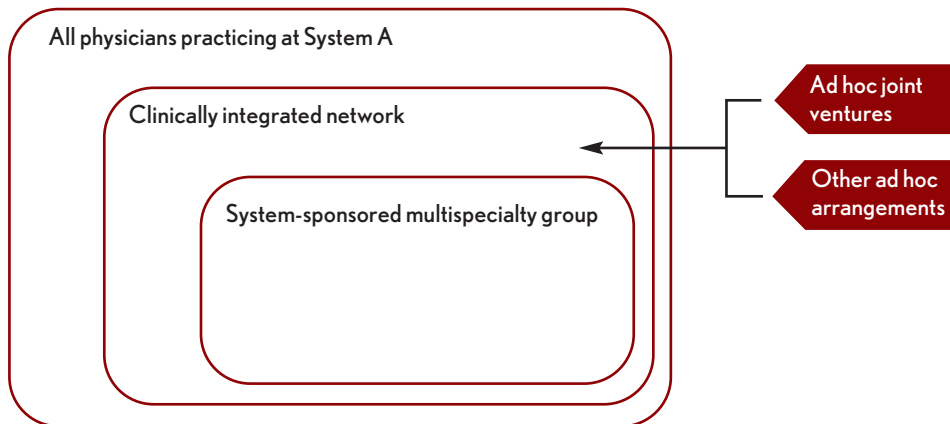 All physicians practicing at System A
Clinically integrated network
System-sponsored multispecialty group
Ad hoc joint
ventures
Other ad hoc
arrangements